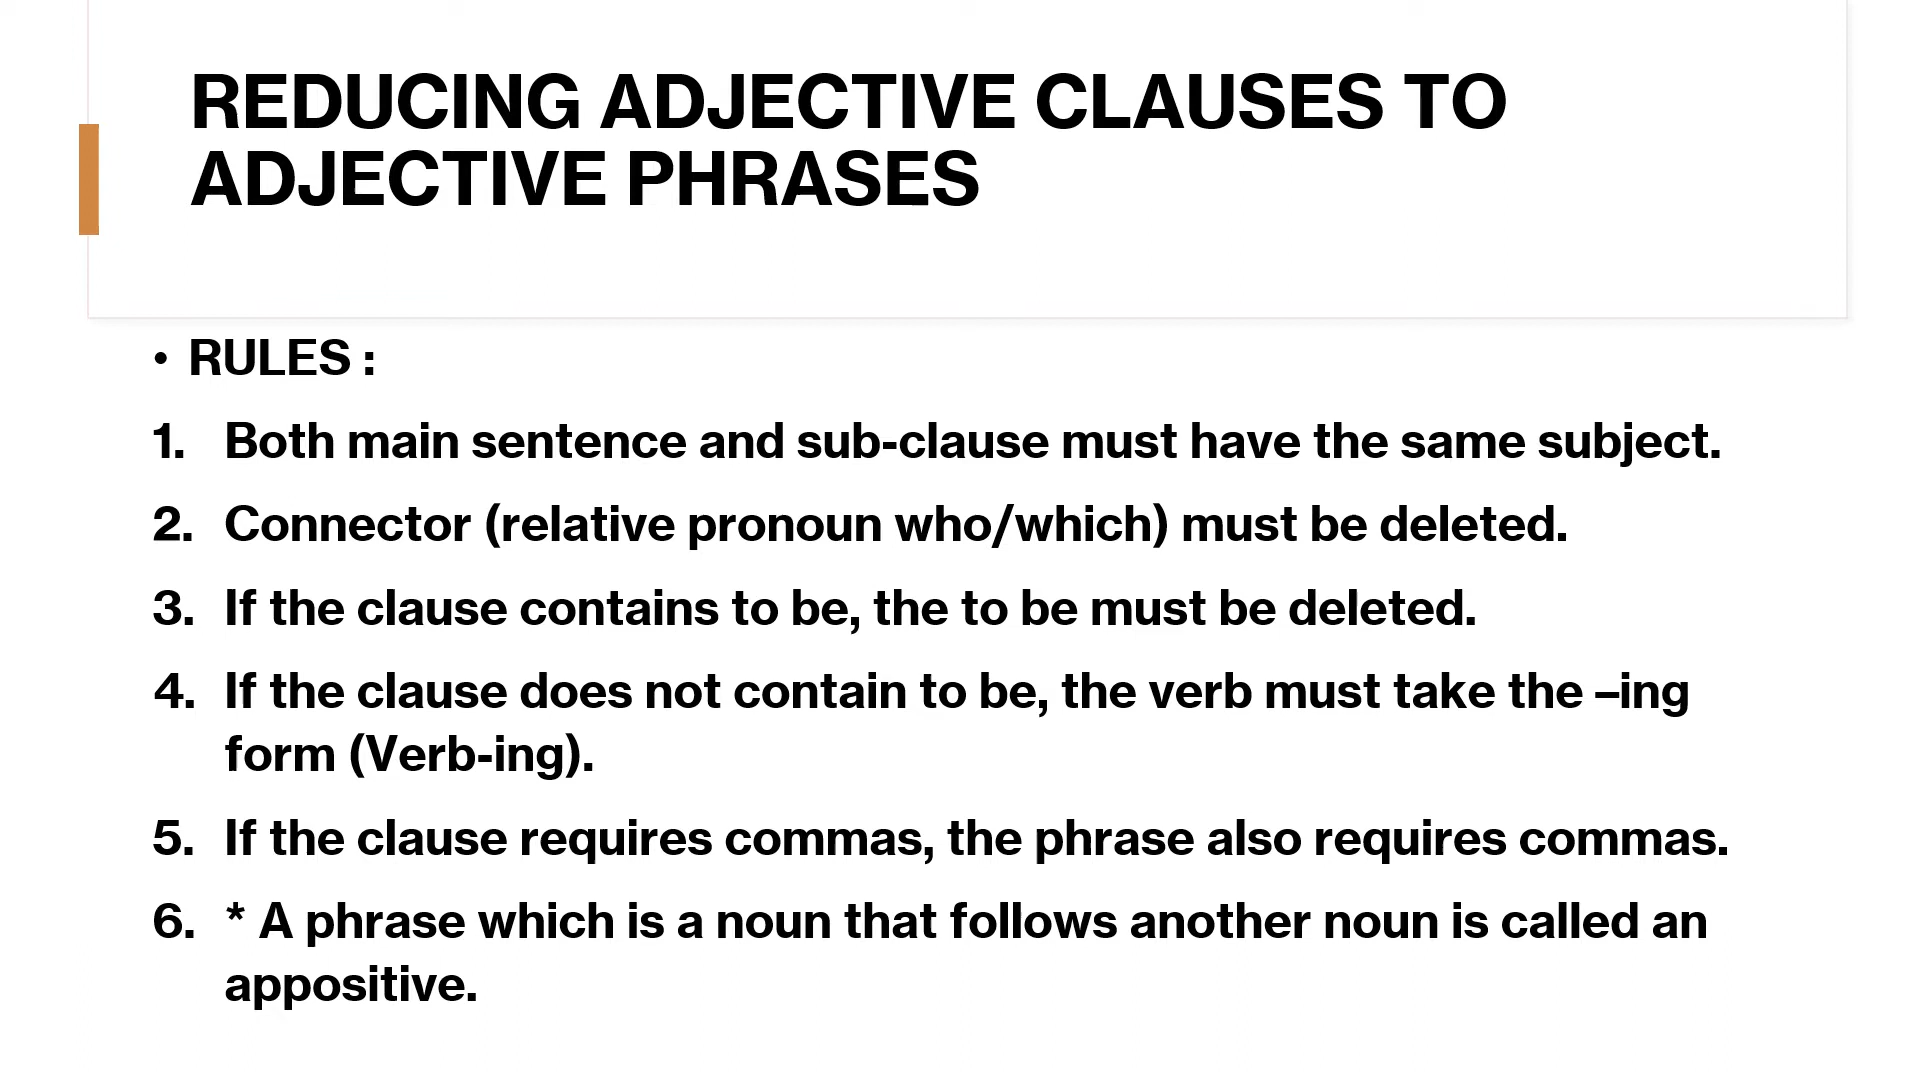 REDUCING ADJECTIVE CLAUSES TO
ADJECTIVE PHRASES
• RULES :
1. Both main sentence and sub-clause must have the same subject.
2. Connector (relative pronoun who/which) must be deleted.
3. If the clause contains to be, the to be must be deleted.
4. If the clause does not contain to be, the verb must take the –ing
form (Verb-ing).
5. If the clause requires commas, the phrase also requires commas.
6. * A phrase which is a noun that follows another noun is called an
appositive.